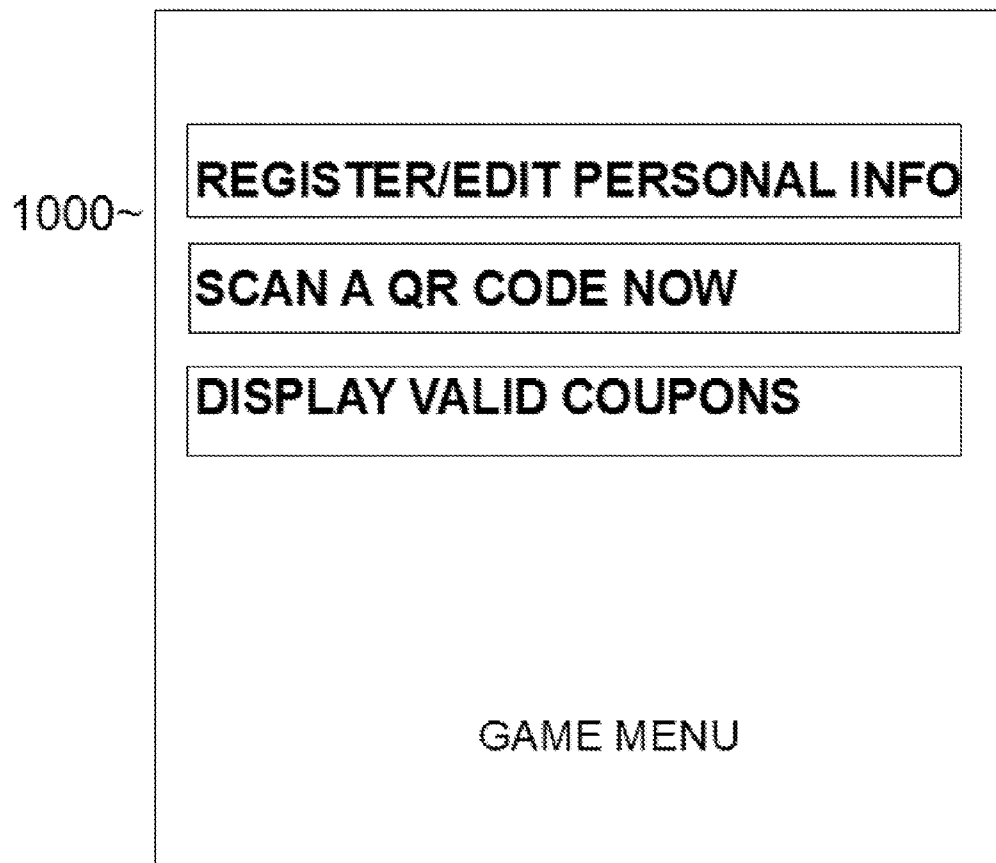 REGISTER/EDIT PERSONAL INFO
1000~
SCAN A QR CODE NOW
DISPLAY VALID COUPONS
GAME MENU